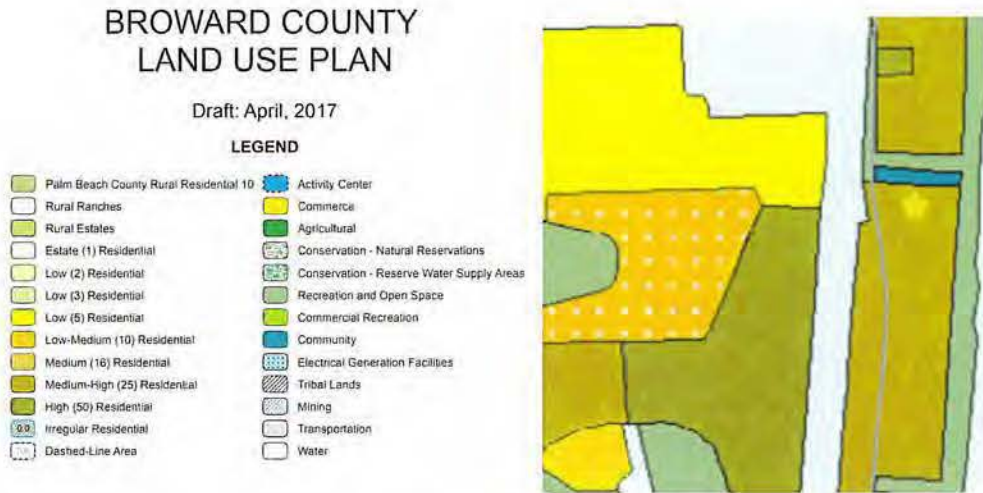 BROWARD COUNTY
LAND USE PLAN
Draft: April, 2017
LEGEND
Palm Beach County Rural Residential 10
Rural Ranches
Rural Estates
Estate (1) Residential
Low (2) Residential
Low (3) Residential
Low (5) Residential
Low-Medium (10) Residential
Medium (16) Residential
Medium-High (25) Residential
High (50) Residential
Irregular Residential
Dashed-Line Area
Activity Center
Commerce
Agricultural
Conservation - Natural Reservations
Conservation - Reserve Water Supply Areas
Recreation and Open Space
Commercial Recreation
Community
Electrical Generation Facilities
Tribal Lands
Mining
Transportation
Water